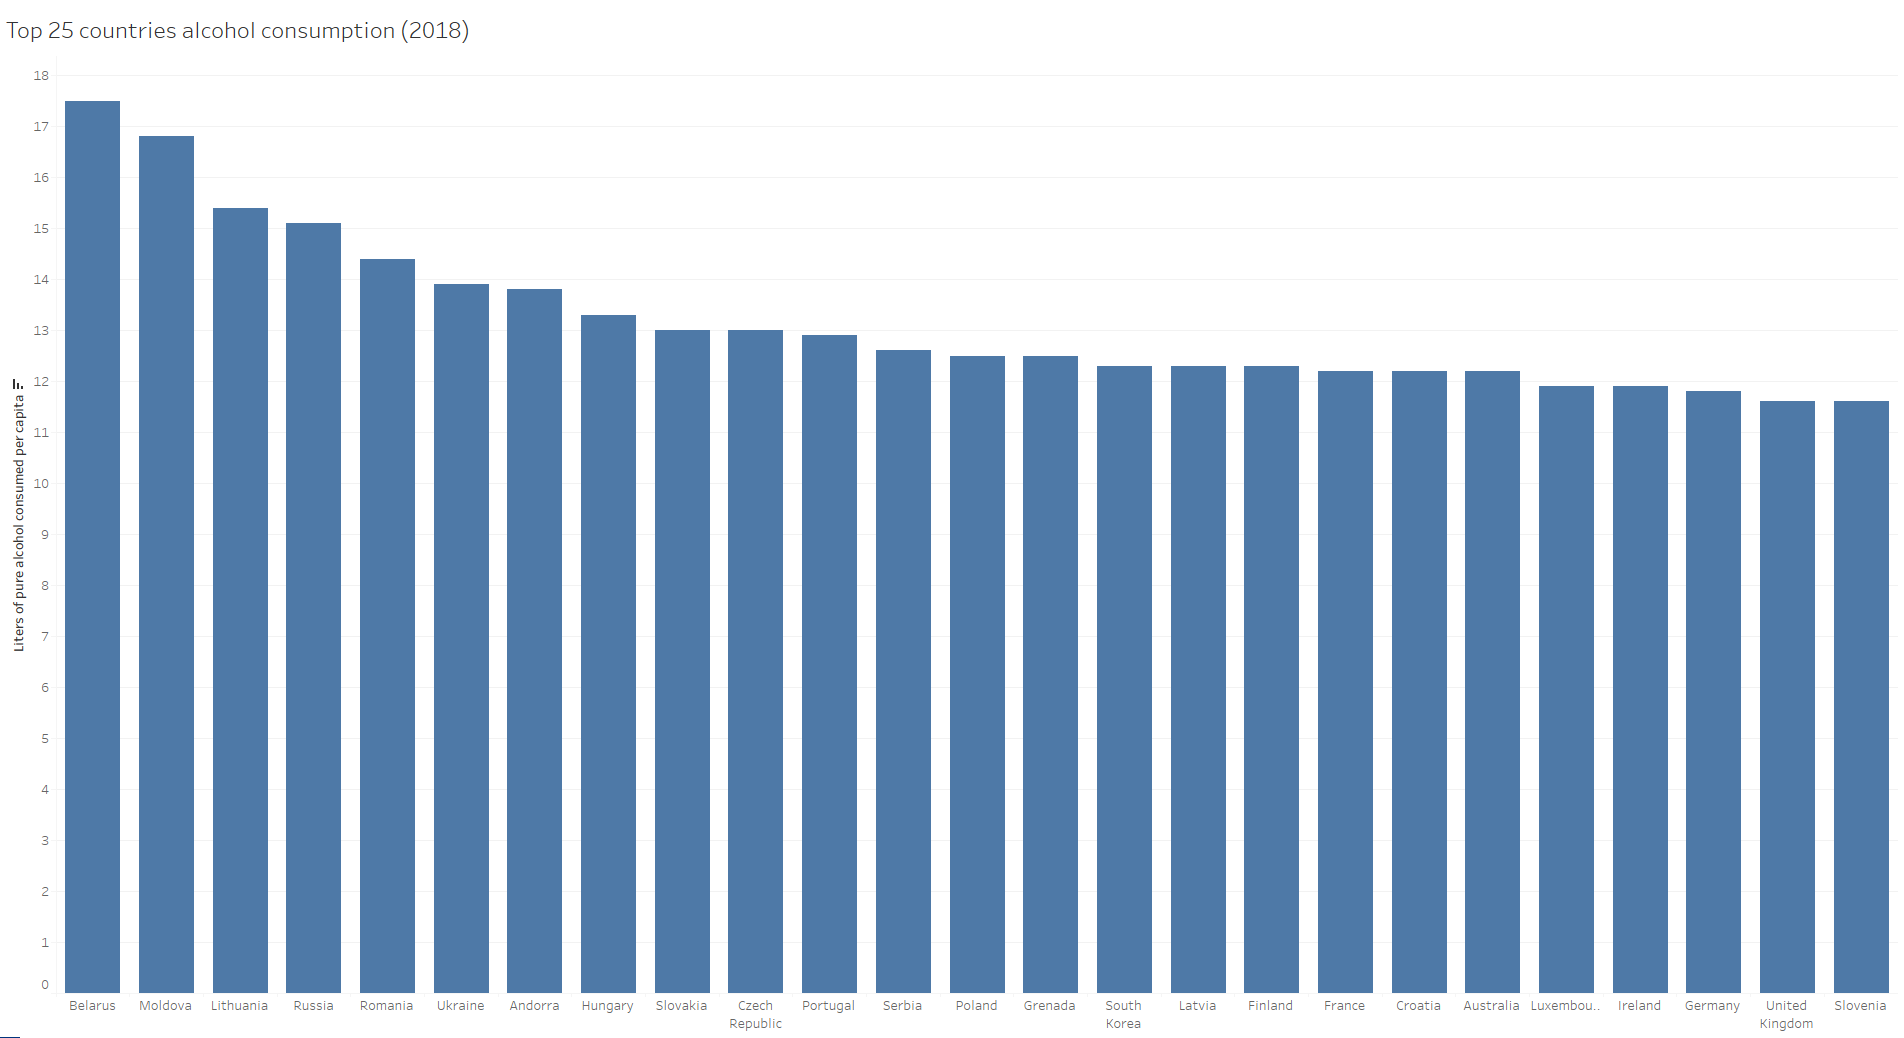 Top 25 countries alcohol consumption (2018)
18
17
16
15
14
13
12
11
10
9
8
7
6
5
4
3
2
1
0
Liters of pure alcohol consumed per capita
Belarus
Moldova
Lithuania
Russia
Romania
Ukraine
Andorra
Hungary
Slovakia
Czech
Republic
Portugal
Serbia
Poland
Grenada
South
Korea
Latvia
Finland
France
Croatia
Australia
Luxembou..
Ireland
Germany
United
Kingdom
Slovenia